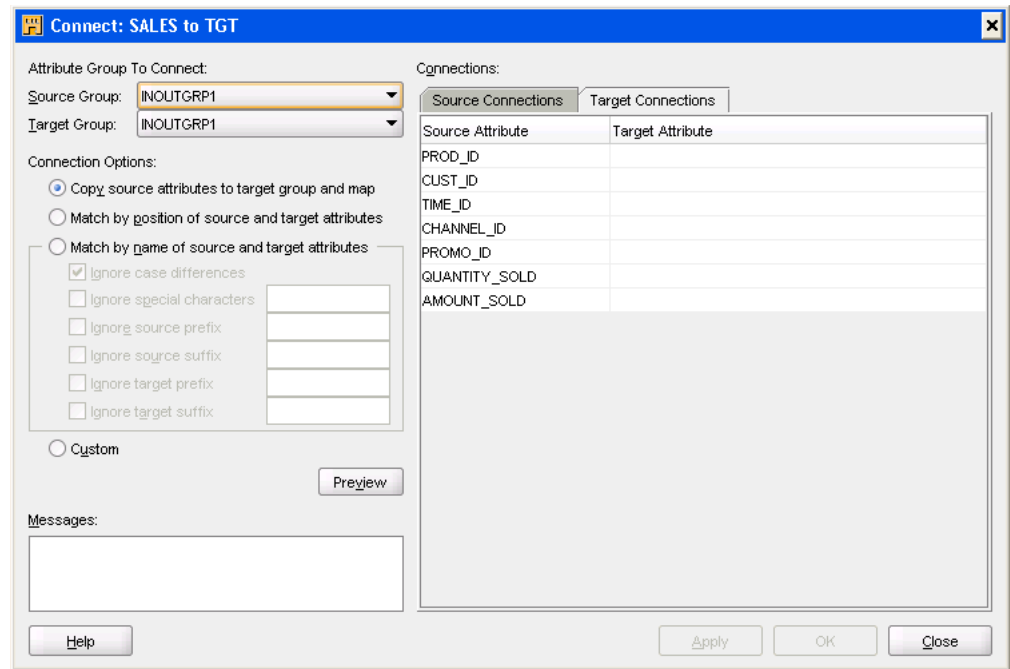 Connect: SALES to TGT
Attribute Group To Connect:
Source Group: INOUTGRP1
Target Group: INOUTGRP1
Connection Options:
Copy source attributes to target group and map
Match by position of source and target attributes
Match by name of source and target attributes
Ignore case differences
Ignore special characters
Ignore source prefix
Ignore source suffix
Ignore target prefix
Ignore target suffix
Custom
Preview
Messages:
Connections:
Source Connections Target Connections
Source Attribute Target Attribute
PROD_ID
CUST_ID
TIME_ID
CHANNEL_ID
PROMO_ID
QUANTITY_SOLD
AMOUNT_SOLD
Help Apply OK Close